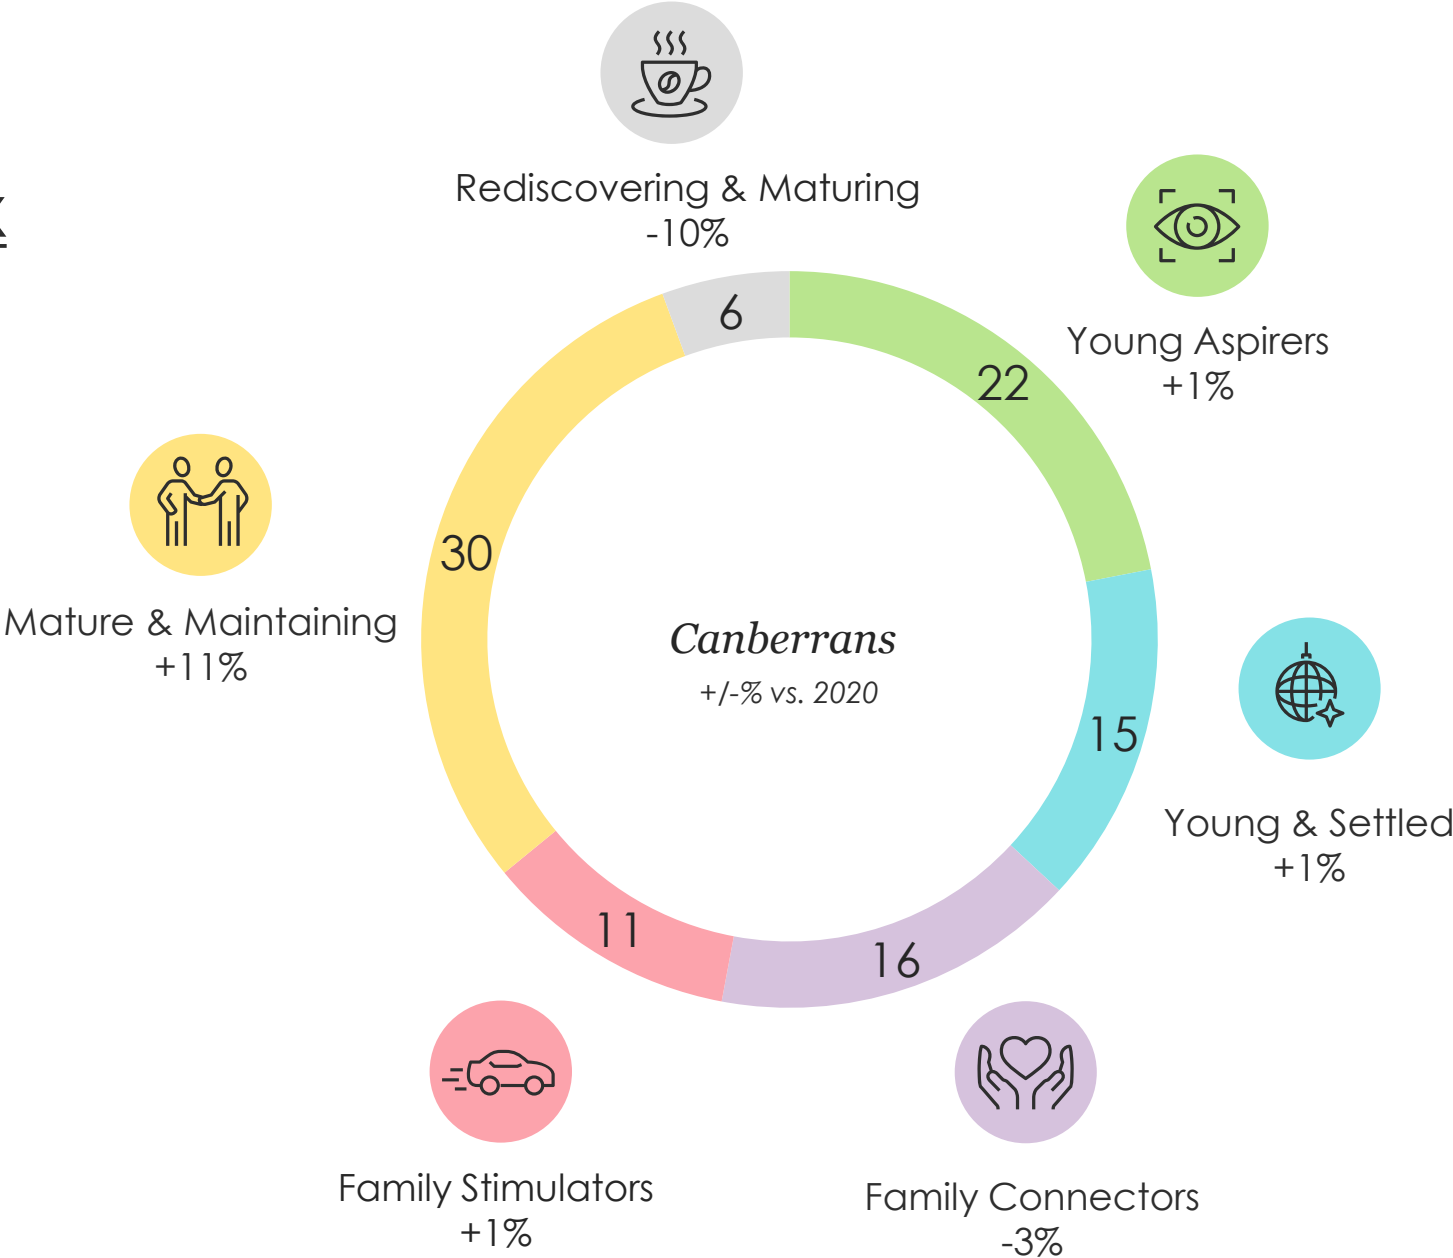 Rediscovering & Maturing
-10%
6
Young Aspirers
+1%
22
30
Mature & Maintaining
+11%
Canberrans
+/-% vs. 2020
15
Young & Settled
+1%
11
16
Family Stimulators
+1%
Family Connectors
-3%